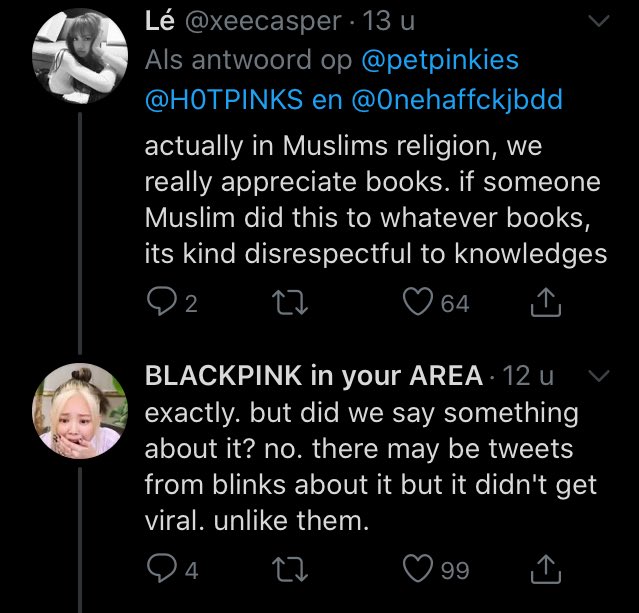 Lé @xeecasper · 13 u
Als antwoord op @petpinkies
@H0TPINKS en @0nehaffckjbdd
actually in Muslims religion, we
really appreciate books. if someone
Muslim did this to whatever books,
its kind disrespectful to knowledges
2 64
BLACKPINK in your AREA · 12 u
exactly. but did we say something
about it? no. there may be tweets
from blinks about it but it didn't get
viral. unlike them.
4 99